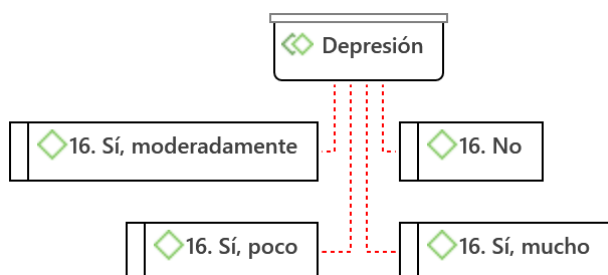 Depresión
16. Sí, moderadamente
16. No
16. Sí, poco
16. Sí, mucho